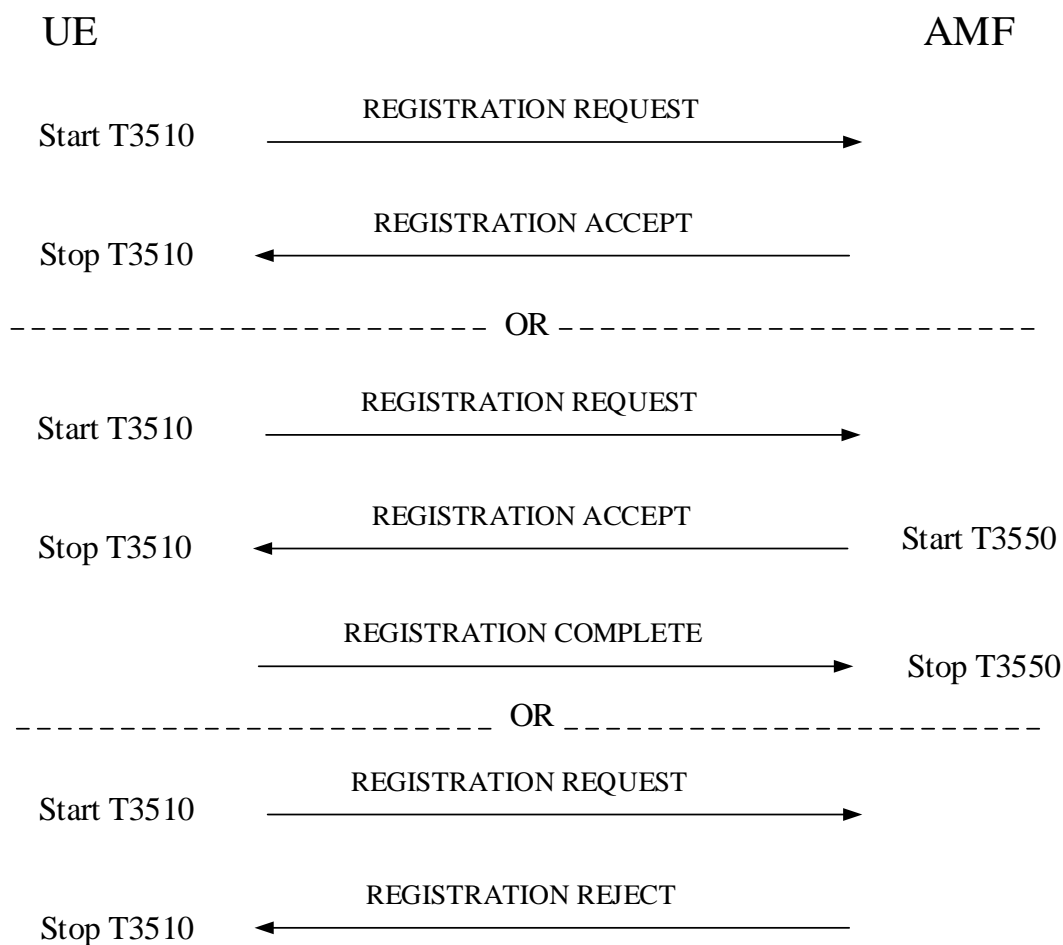 UE AMF
REGISTRATION REQUEST
Start T3510
REGISTRATION ACCEPT
Stop T3510
OR
REGISTRATION REQUEST
Start T3510
REGISTRATION ACCEPT
Stop T3510 Start T3550
REGISTRATION COMPLETE
Stop T3550
OR
REGISTRATION REQUEST
Start T3510
REGISTRATION REJECT
Stop T3510